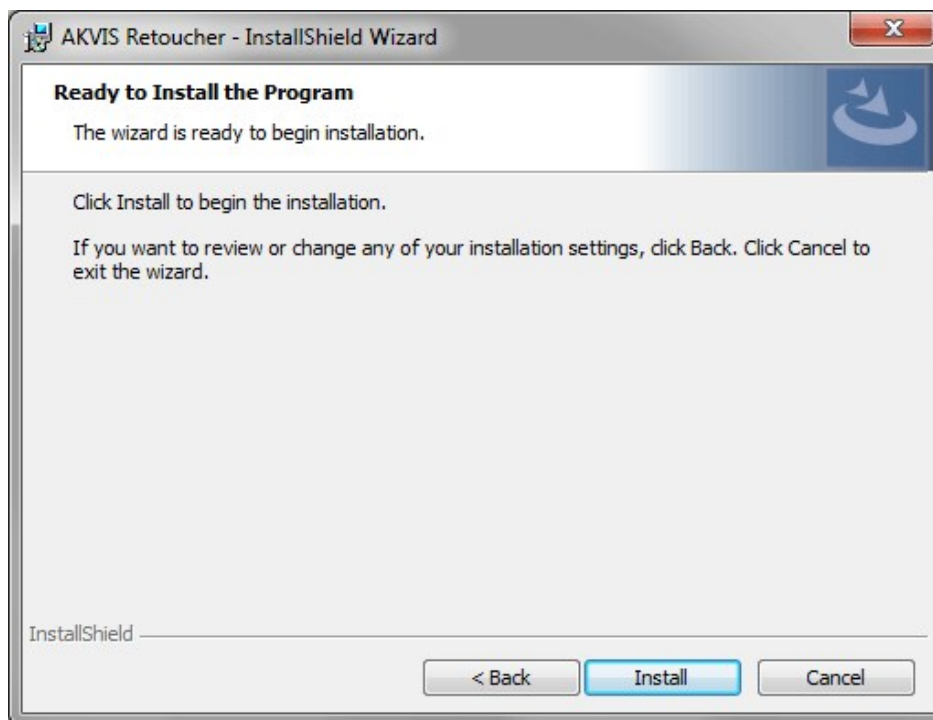 AKVIS Retoucher - InstallShield Wizard
Ready to Install the Program
The wizard is ready to begin installation.
Click Install to begin the installation.
If you want to review or change any of your installation settings, click Back. Click Cancel to
exit the wizard.
InstallShield
< Back
Install
Cancel